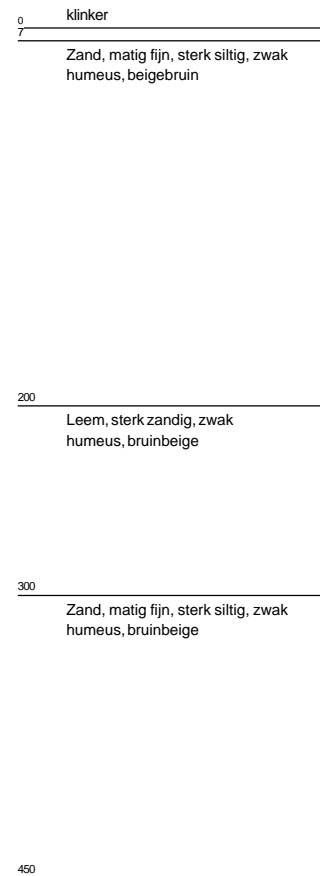 klinker
0
7
Zand, matig fijn, sterk siltig, zwak
humeus, beigebruin
200
Leem, sterk zandig, zwak
humeus, bruinbeige
300
Zand, matig fijn, sterk siltig, zwak
humeus, bruinbeige
450